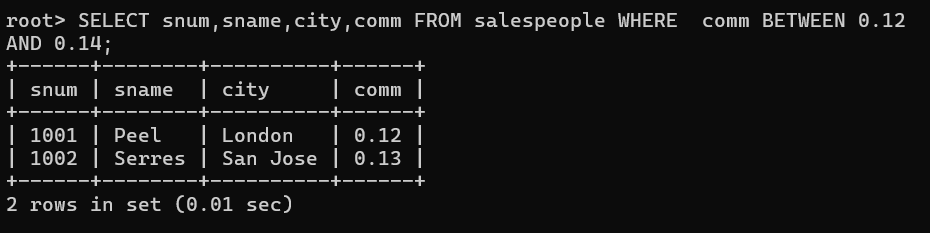 root> SELECT snum,sname,city,comm FROM salespeople WHERE  comm BETWEEN 0.12
AND 0.14;
+------+--------+----------+------+
| snum | sname  | city     | comm |
+------+--------+----------+------+
| 1001 | Peel   | London   | 0.12 |
| 1002 | Serres | San Jose | 0.13 |
+------+--------+----------+------+
2 rows in set (0.01 sec)